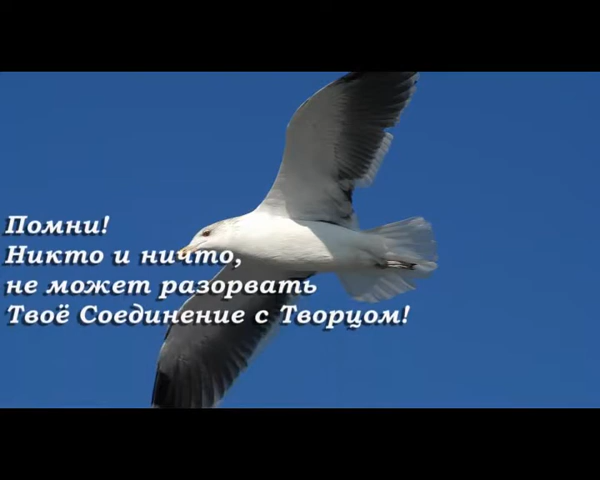 Помни!
Никто и ничто,
не может разорвать
Твоё Соединение с Творцом!